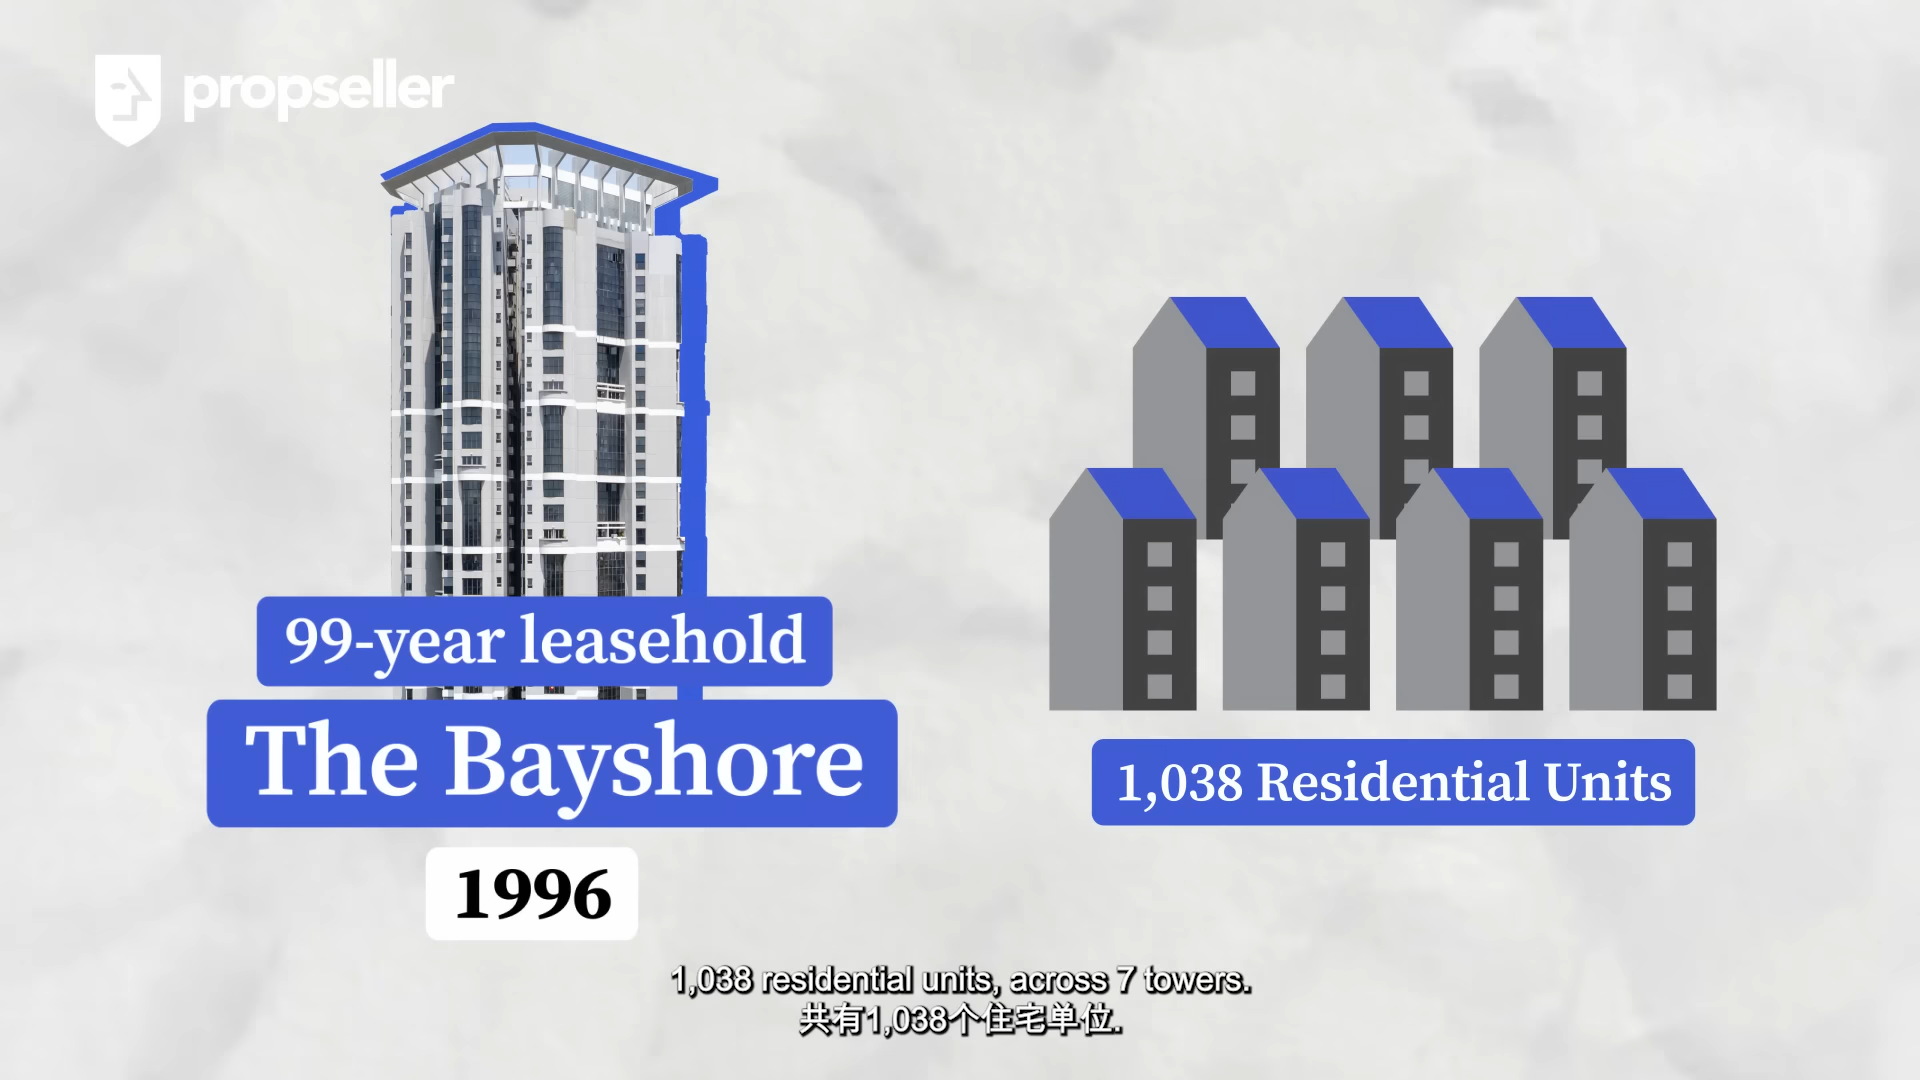 propseller
99-year leasehold
The Bayshore
1996
1,038 Residential Units
1,038 residential units, across 7 towers.
共有1,038个住宅单位.